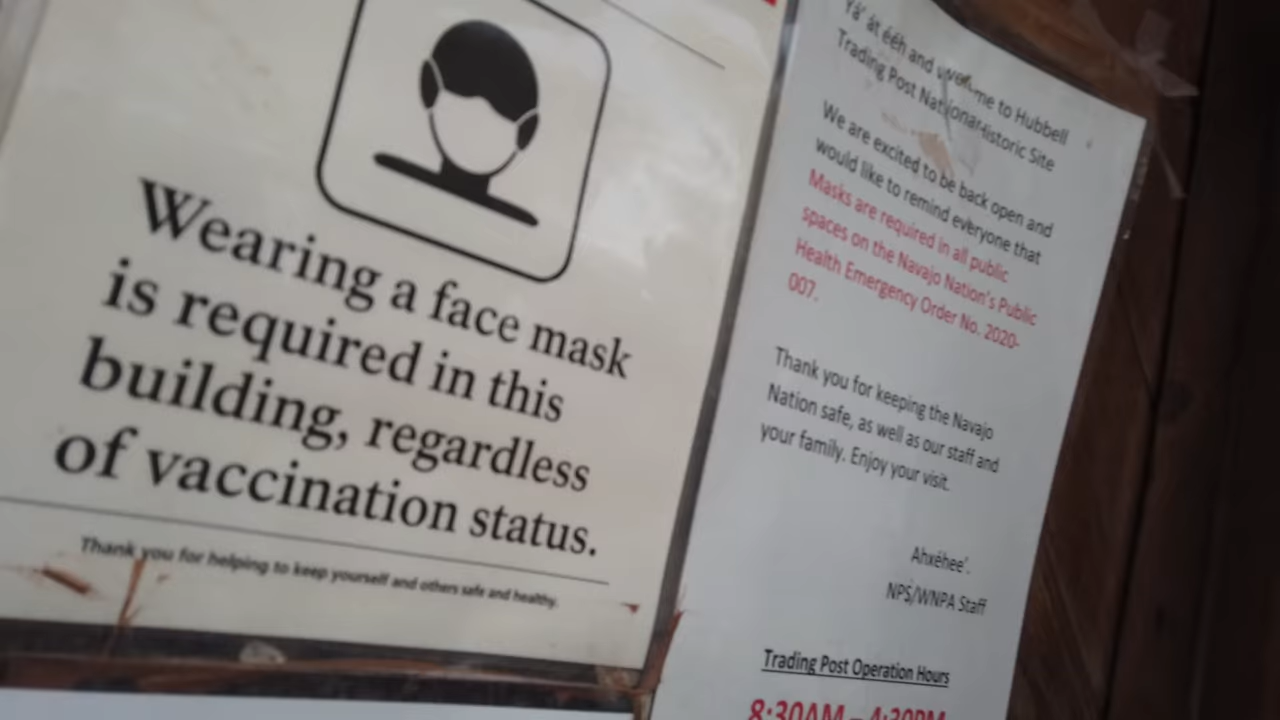 Wearing a face mask
is required in this
building, regardless
of vaccination status.
Thank you for helping to keep yourself and others safe and healthy.
Yá' át ééh and welcome to Hubbell
Trading Post National Historic Site
We are excited to be back open and
would like to remind everyone that
Masks are required in all public
spaces on the Navajo Nation's Public
Health Emergency Order No. 2020-
007.
Thank you for keeping the Navajo
Nation safe, as well as our staff and
your family. Enjoy your visit.
Ahxéhee'.
NPS/WNPA Staff
Trading Post Operation Hours
8:30AM – 4:30PM